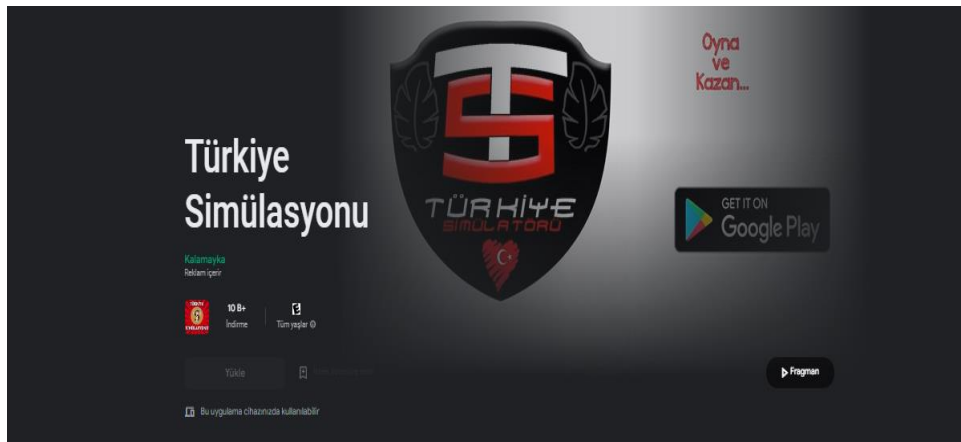 Oyna
ve
Kazan...
TS
TÜRKİYE
SİMÜLATÖRÜ
Türkiye
Simülasyonu
GET IT ON
Google Play
Kalamayka
Reklam içerir
10 B+
İndirme
Tüm yaşlar
Yükle
Fragman
Bu uygulama cihazınızda kullanılabilir